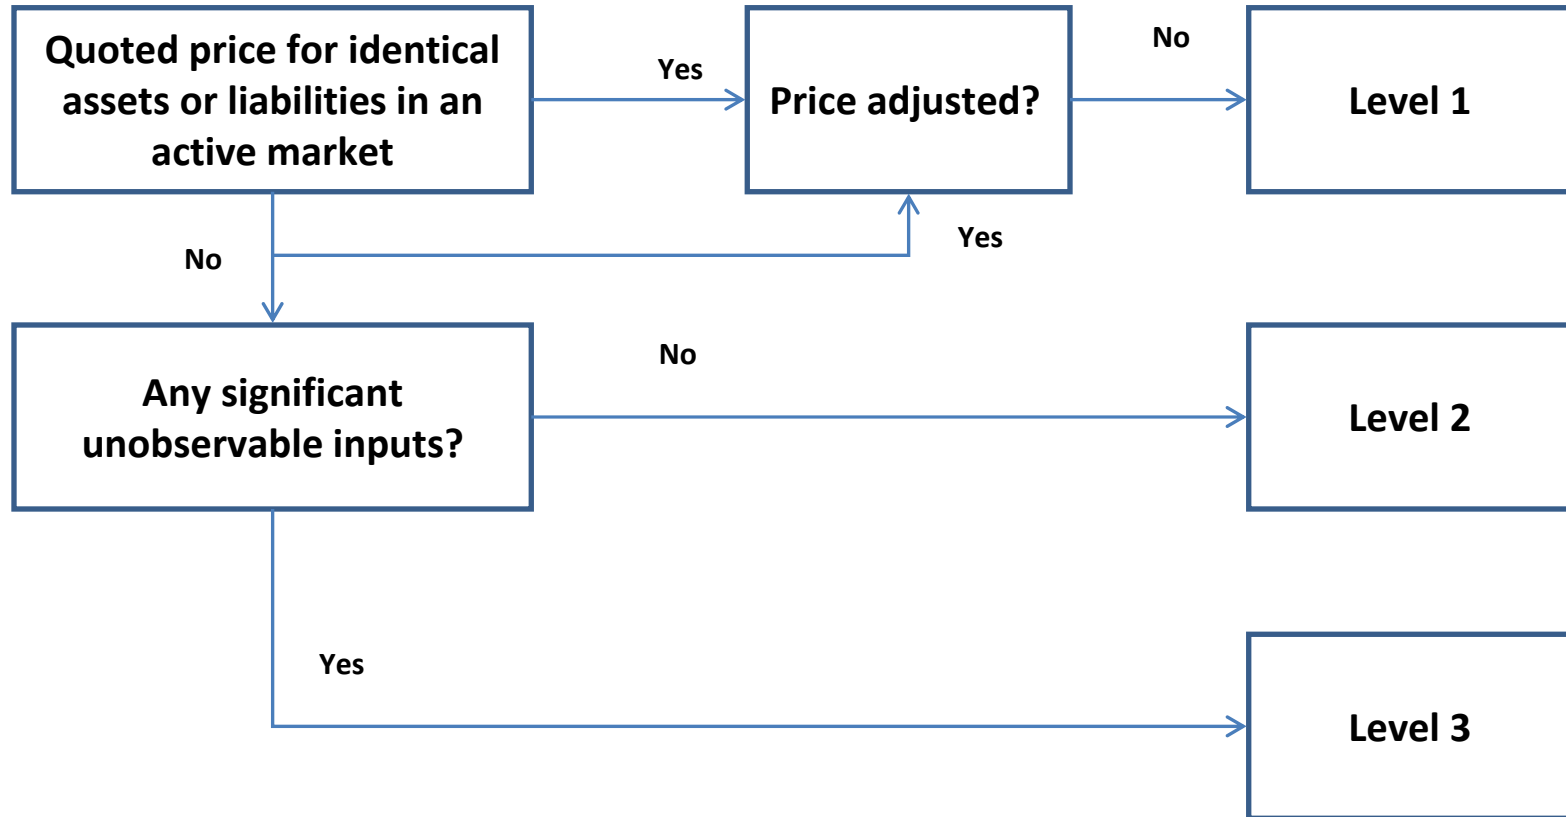 Quoted price for identical
assets or liabilities in an
active market
Yes
Price adjusted?
No
Level 1
No
Yes
Any significant
unobservable inputs?
No
Level 2
Yes
Level 3